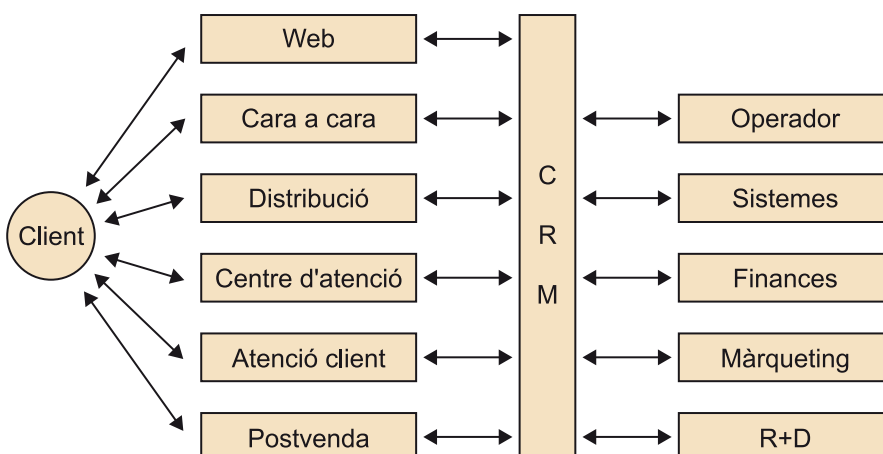 Web
Cara a cara
Operador
C
Distribució
Sistemes
Client
R
Centre d'atenció
Finances
M
Atenció client
Màrqueting
Postvenda
R+D